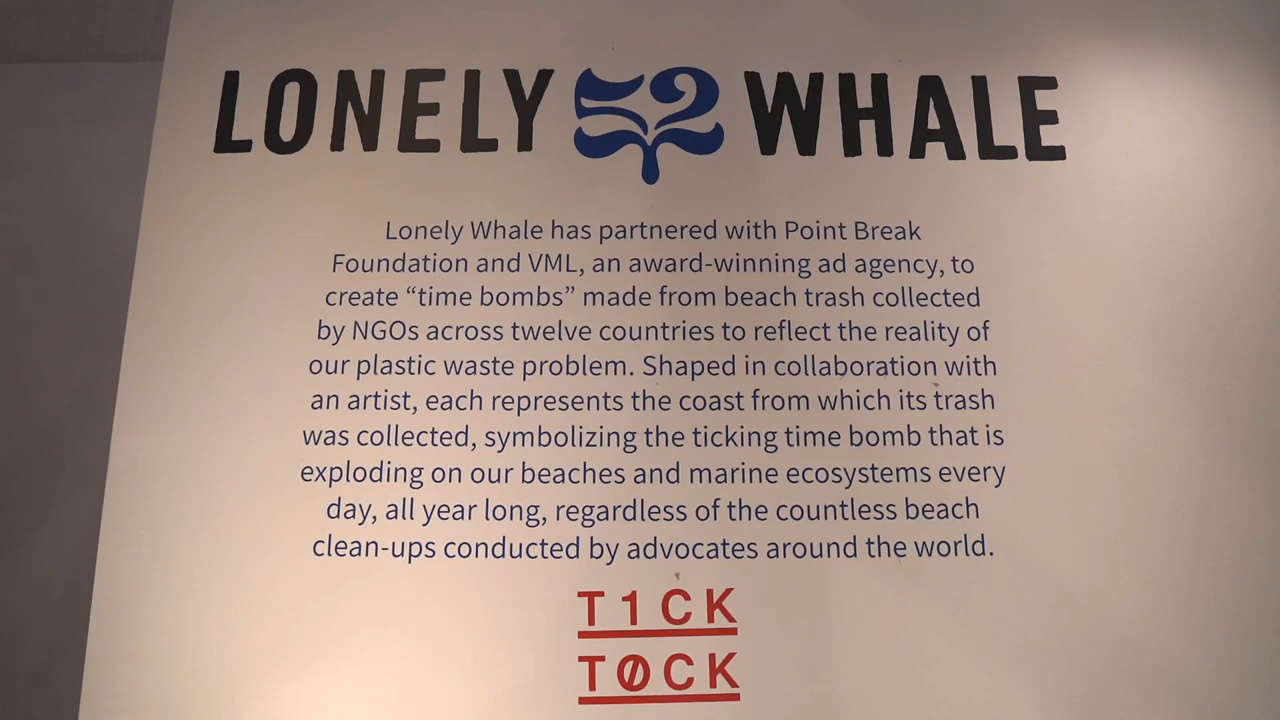 LONELY 52 WHALE
Lonely Whale has partnered with Point Break
Foundation and VML, an award-winning ad agency, to
create “time bombs” made from beach trash collected
by NGOs across twelve countries to reflect the reality of
our plastic waste problem. Shaped in collaboration with
an artist, each represents the coast from which its trash
was collected, symbolizing the ticking time bomb that is
exploding on our beaches and marine ecosystems every
day, all year long, regardless of the countless beach
clean-ups conducted by advocates around the world.
T1CK
T0CK